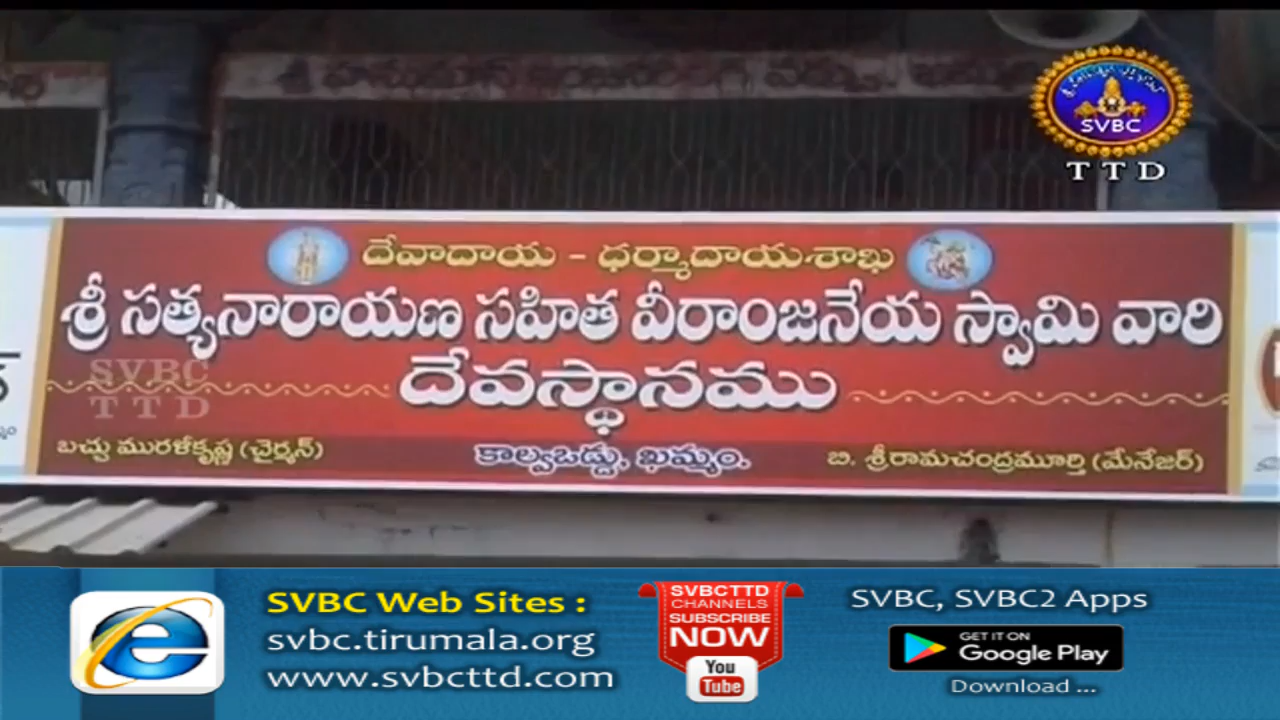 SVBC
T T D
దేవాదాయ - ధర్మాదాయశాఖ
శ్రీ సత్యనారాయణ సహిత వీరాంజనేయ స్వామి వారి
దేవస్థానము
SVBC
T T D
బచ్చు మురళీకృష్ణ (చైర్మన్)
కాల్వఒడ్డు, ఖమ్మం.
బి. శ్రీరామచంద్రమూర్తి (మేనేజర్)
SVBC Web Sites :
svbc.tirumala.org
www.svbcttd.com
SVBCTTD
CHANNELS
SUBSCRIBE
NOW
You
Tube
SVBC, SVBC2 Apps
GET IT ON
Google Play
Download ...